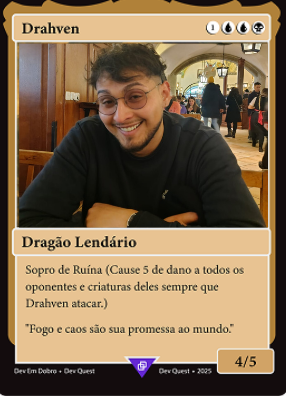 Drahven
1
Dragão Lendário
Sopro de Ruína (Cause 5 de dano a todos os
oponentes e criaturas deles sempre que
Drahven atacar.)
"Fogo e caos são sua promessa ao mundo."
4/5
Dev Em Dobro • Dev Quest
Dev Quest • 2025